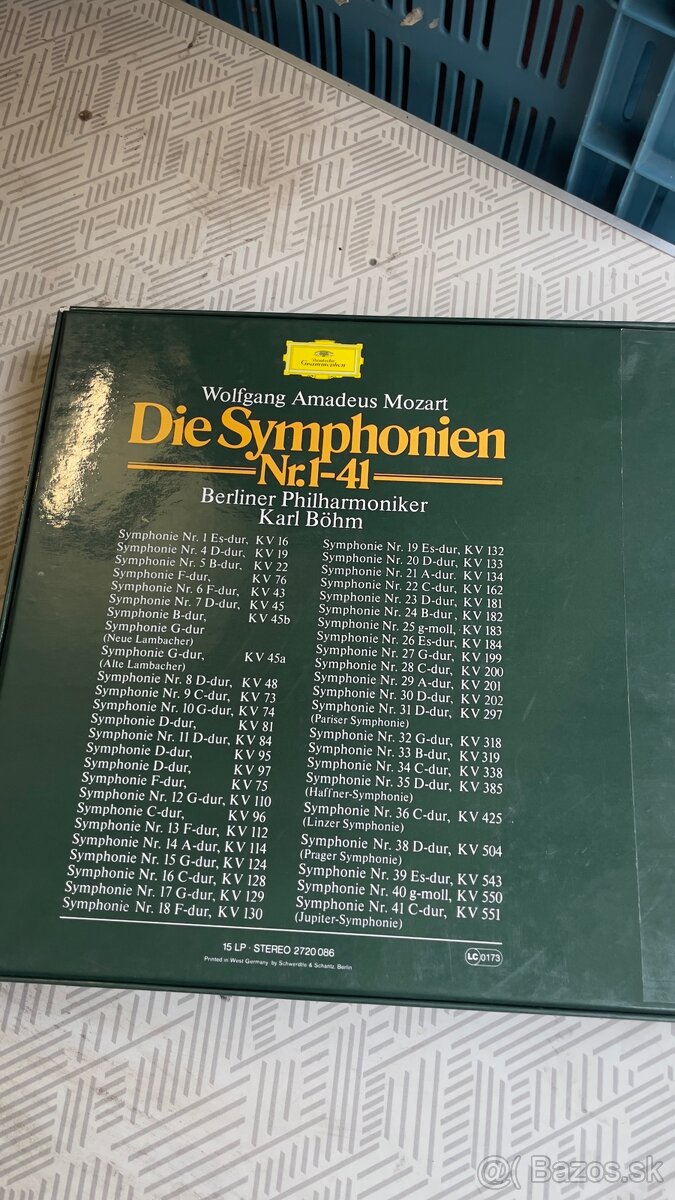 Deutsche
Grammophon
Wolfgang Amadeus Mozart
Die Symphonien
Nr.1-41
Berliner Philharmoniker
Karl Böhm
Symphonie Nr. 1 Es-dur, KV 16
Symphonie Nr. 4 D-dur, KV 19
Symphonie Nr. 5 B-dur, KV 22
Symphonie F-dur, KV 76
Symphonie Nr. 6 F-dur, KV 43
Symphonie Nr. 7 D-dur, KV 45
Symphonie B-dur, KV 45b
Symphonie G-dur
(Neue Lambacher)
Symphonie G-dur, KV 45a
(Alte Lambacher)
Symphonie Nr. 8 D-dur, KV 48
Symphonie Nr. 9 C-dur, KV 73
Symphonie Nr. 10 G-dur, KV 74
Symphonie D-dur, KV 81
Symphonie Nr. 11 D-dur, KV 84
Symphonie D-dur, KV 95
Symphonie D-dur, KV 97
Symphonie F-dur, KV 75
Symphonie Nr. 12 G-dur, KV 110
Symphonie C-dur, KV 96
Symphonie Nr. 13 F-dur, KV 112
Symphonie Nr. 14 A-dur, KV 114
Symphonie Nr. 15 G-dur, KV 124
Symphonie Nr. 16 C-dur, KV 128
Symphonie Nr. 17 G-dur, KV 129
Symphonie Nr. 18 F-dur, KV 130
Symphonie Nr. 19 Es-dur, KV 132
Symphonie Nr. 20 D-dur, KV 133
Symphonie Nr. 21 A-dur. KV 134
Symphonie Nr. 22 C-dur, KV 162
Symphonie Nr. 23 D-dur, KV 181
Symphonie Nr. 24 B-dur, KV 182
Symphonie Nr. 25 g-moll, KV 183
Symphonie Nr. 26 Es-dur, KV 184
Symphonie Nr. 27 G-dur, KV 199
Symphonie Nr. 28 C-dur, KV 200
Symphonie Nr. 29 A-dur, KV 201
Symphonie Nr. 30 D-dur, KV 202
Symphonie Nr. 31 D-dur, KV 297
(Pariser Symphonie)
Symphonie Nr. 32 G-dur, KV 318
Symphonie Nr. 33 B-dur, KV 319
Symphonie Nr. 34 C-dur, KV 338
Symphonie Nr. 35 D-dur, KV 385
(Haffner-Symphonie)
Symphonie Nr. 36 C-dur, KV 425
(Linzer Symphonie)
Symphonie Nr. 38 D-dur, KV 504
(Prager Symphonie)
Symphonie Nr. 39 Es-dur, KV 543
Symphonie Nr. 40 g-moll, KV 550
Symphonie Nr. 41 C-dur, KV 551
(Jupiter-Symphonie)
15 LP · STEREO 2720 086
LC 0173
Printed in West Germany by Schwerdtle & Schantz, Berlin
Bazos.sk